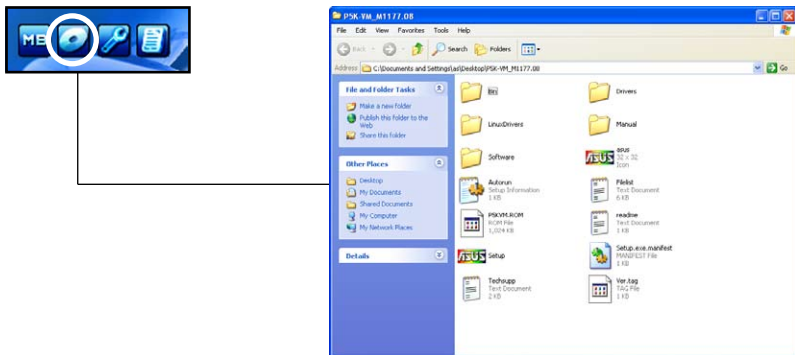 MB
P5K-VM_M1177.08
File Edit View Favorites Tools Help
Back Search Folders
Address C:\Documents and Settings\asi\Desktop\P5K-VM_M1177.08 Go
File and Folder Tasks
Make a new folder
Publish this folder to the Web
Share this folder
Other Places
Desktop
My Documents
Shared Documents
My Computer
My Network Places
Details
Bin
Drivers
LinuxDrivers
Manual
Software
ASUS
asus
32 x 32
Icon
Autorun
Setup Information
1 KB
Filelist
Text Document
6 KB
P5KVM.ROM
ROM File
1,024 KB
readme
Text Document
1 KB
ASUS
Setup
Setup.exe.manifest
MANIFEST File
1 KB
Techsupp
Text Document
2 KB
Ver.tag
TAG File
1 KB